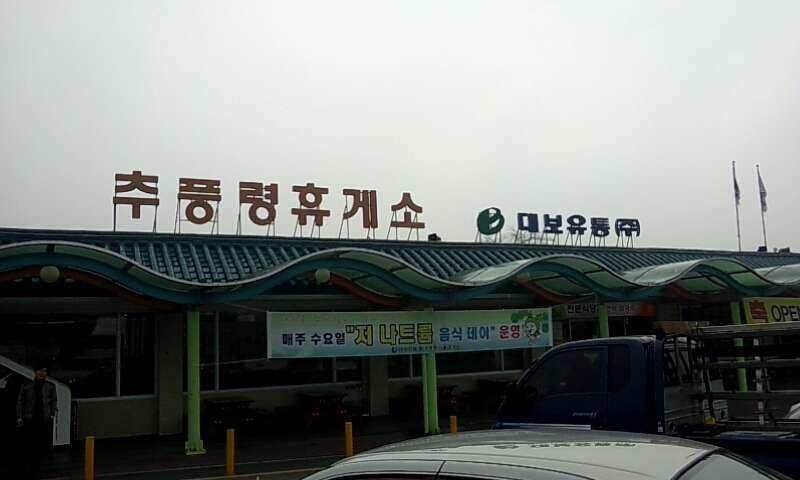 추풍령휴게소
대보유통(주)
매주 수요일 "저 나트륨 음식 데이" 운영
축 OPEN